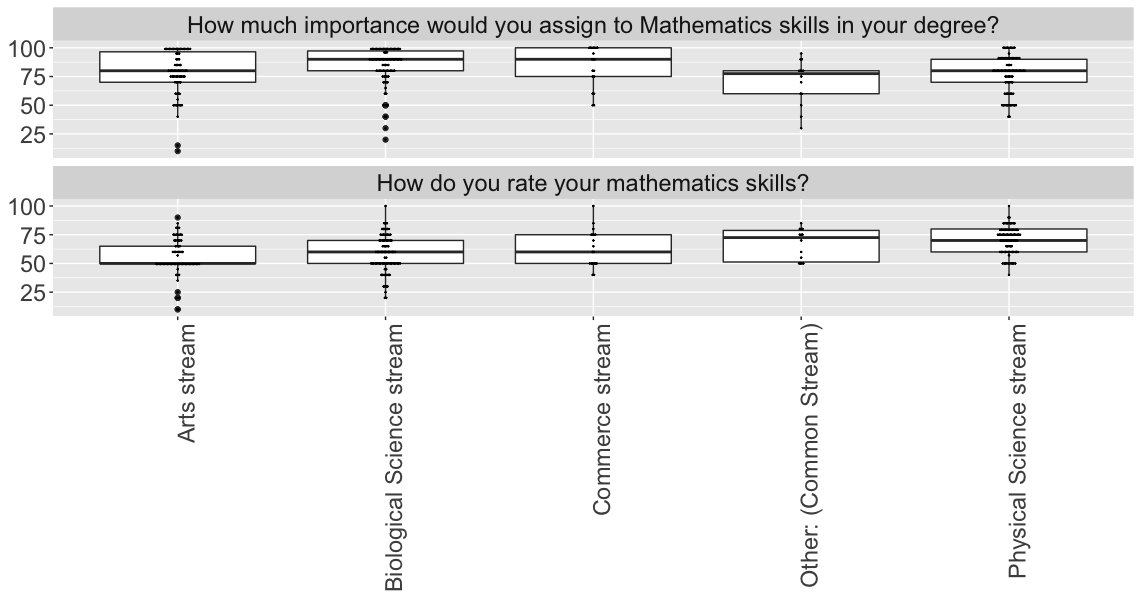 How much importance would you assign to Mathematics skills in your degree?
100
75
50
25
How do you rate your mathematics skills?
100
75
50
25
Arts stream
Biological Science stream
Commerce stream
Other: (Common Stream)
Physical Science stream